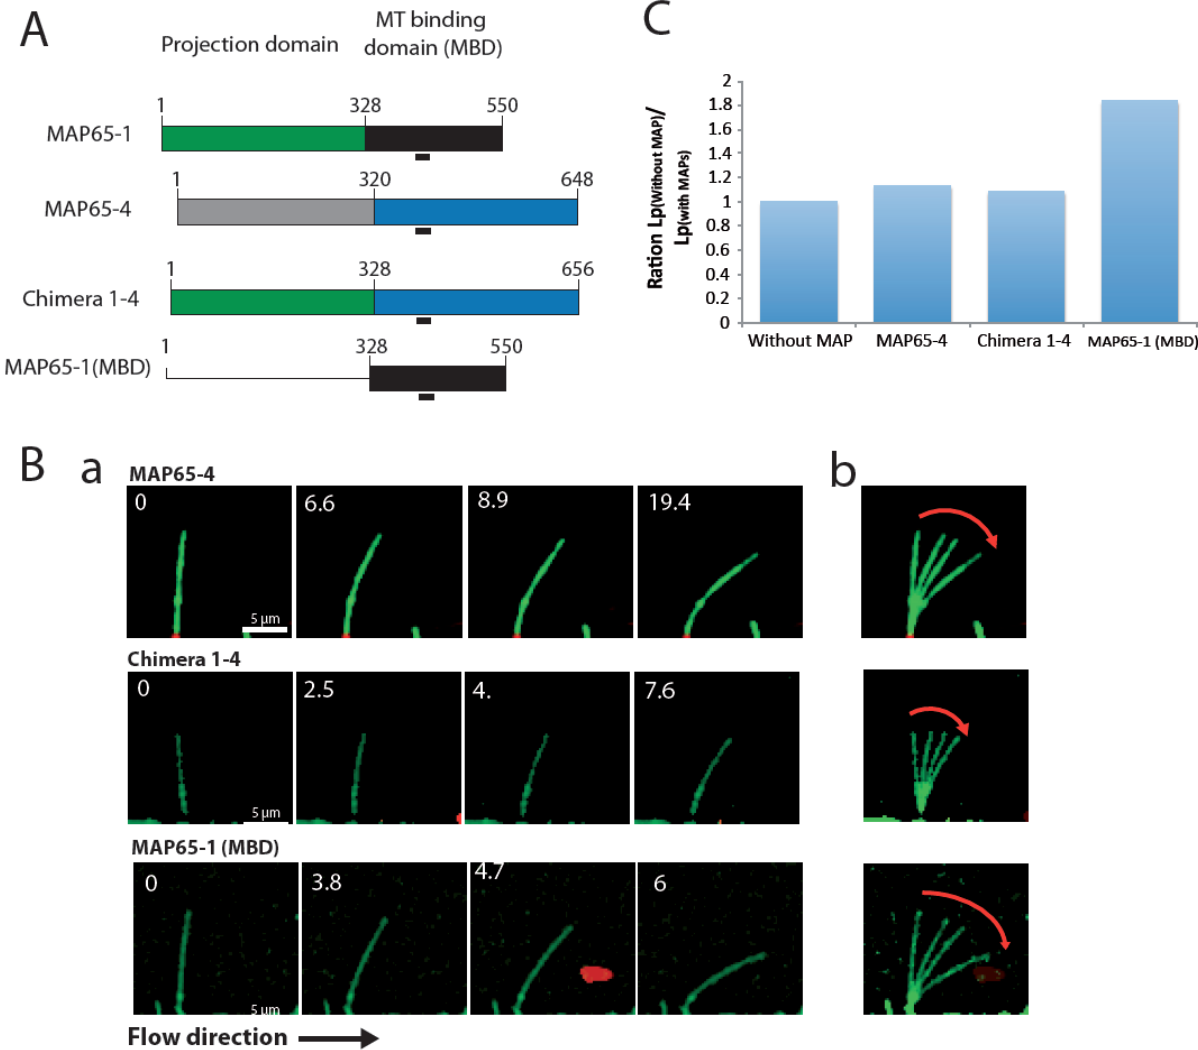 A
Projection domain
MT binding
domain (MBD)
1 328 550
MAP65-1
1 320 648
MAP65-4
1 328 656
Chimera 1-4
1 328 550
MAP65-1(MBD)
C
Ration Lp(Without MAP)/
Lp(with MAPs)
2
1.8
1.6
1.4
1.2
1
0.8
0.6
0.4
0.2
0
Without MAP MAP65-4 Chimera 1-4 MAP65-1 (MBD)
B a b
MAP65-4
0 6.6 8.9 19.4
5 µm
Chimera 1-4
0 2.5 4. 7.6
5 µm
MAP65-1 (MBD)
0 3.8 4.7 6
5 µm
Flow direction